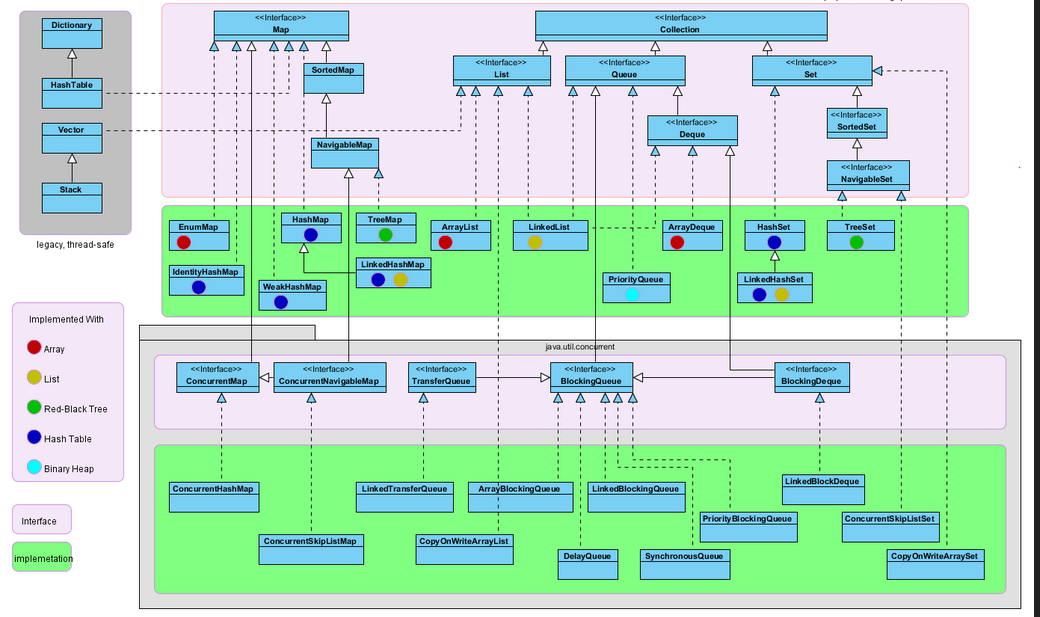 Dictionary
HashTable
Vector
Stack
legacy, thread-safe
<<Interface>>
Map
SortedMap
NavigableMap
<<Interface>>
Collection
<<Interface>>
List
<<Interface>>
Queue
<<Interface>>
Set
<<Interface>>
Deque
<<Interface>>
SortedSet
<<Interface>>
NavigableSet
EnumMap
IdentityHashMap
WeakHashMap
HashMap
TreeMap
LinkedHashMap
ArrayList
LinkedList
PriorityQueue
ArrayDeque
HashSet
LinkedHashSet
TreeSet
Implemented With
Array
List
Red-Black Tree
Hash Table
Binary Heap
Interface
implemetation
java.util.concurrent
<<Interface>>
ConcurrentMap
<<Interface>>
ConcurrentNavigableMap
<<Interface>>
TransferQueue
<<Interface>>
BlockingQueue
<<Interface>>
BlockingDeque
ConcurrentHashMap
ConcurrentSkipListMap
LinkedTransferQueue
CopyOnWriteArrayList
ArrayBlockingQueue
DelayQueue
LinkedBlockingQueue
SynchronousQueue
PriorityBlockingQueue
LinkedBlockDeque
ConcurrentSkipListSet
CopyOnWriteArraySet